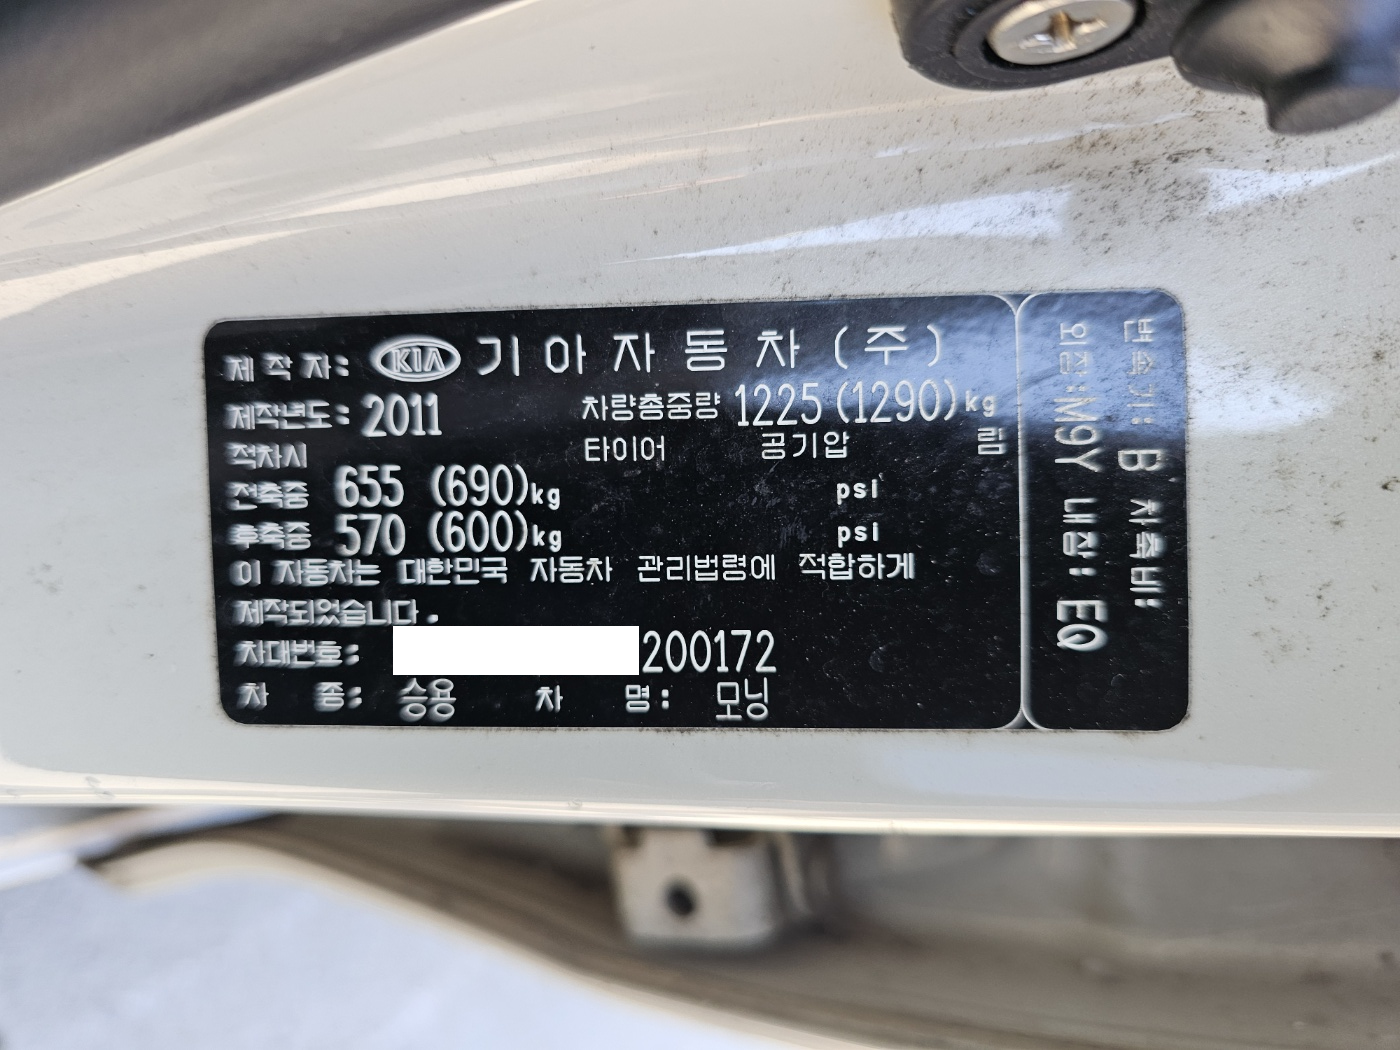 제 작 자: KIA 기 아 자 동 차 (주)
제작년도: 2011 차량총중량 1225 (1290)kg
적차시 타이어 공기압 림
전축중 655 (690)kg psi
후축중 570 (600)kg psi
이 자동차는 대한민국 자동차 관리법령에 적합하게
제작되었습니다.
차대번호: 200172
차 종: 승용 차 명: 모닝
변속기: B 차축비:
외장:M9Y 내장: EQ